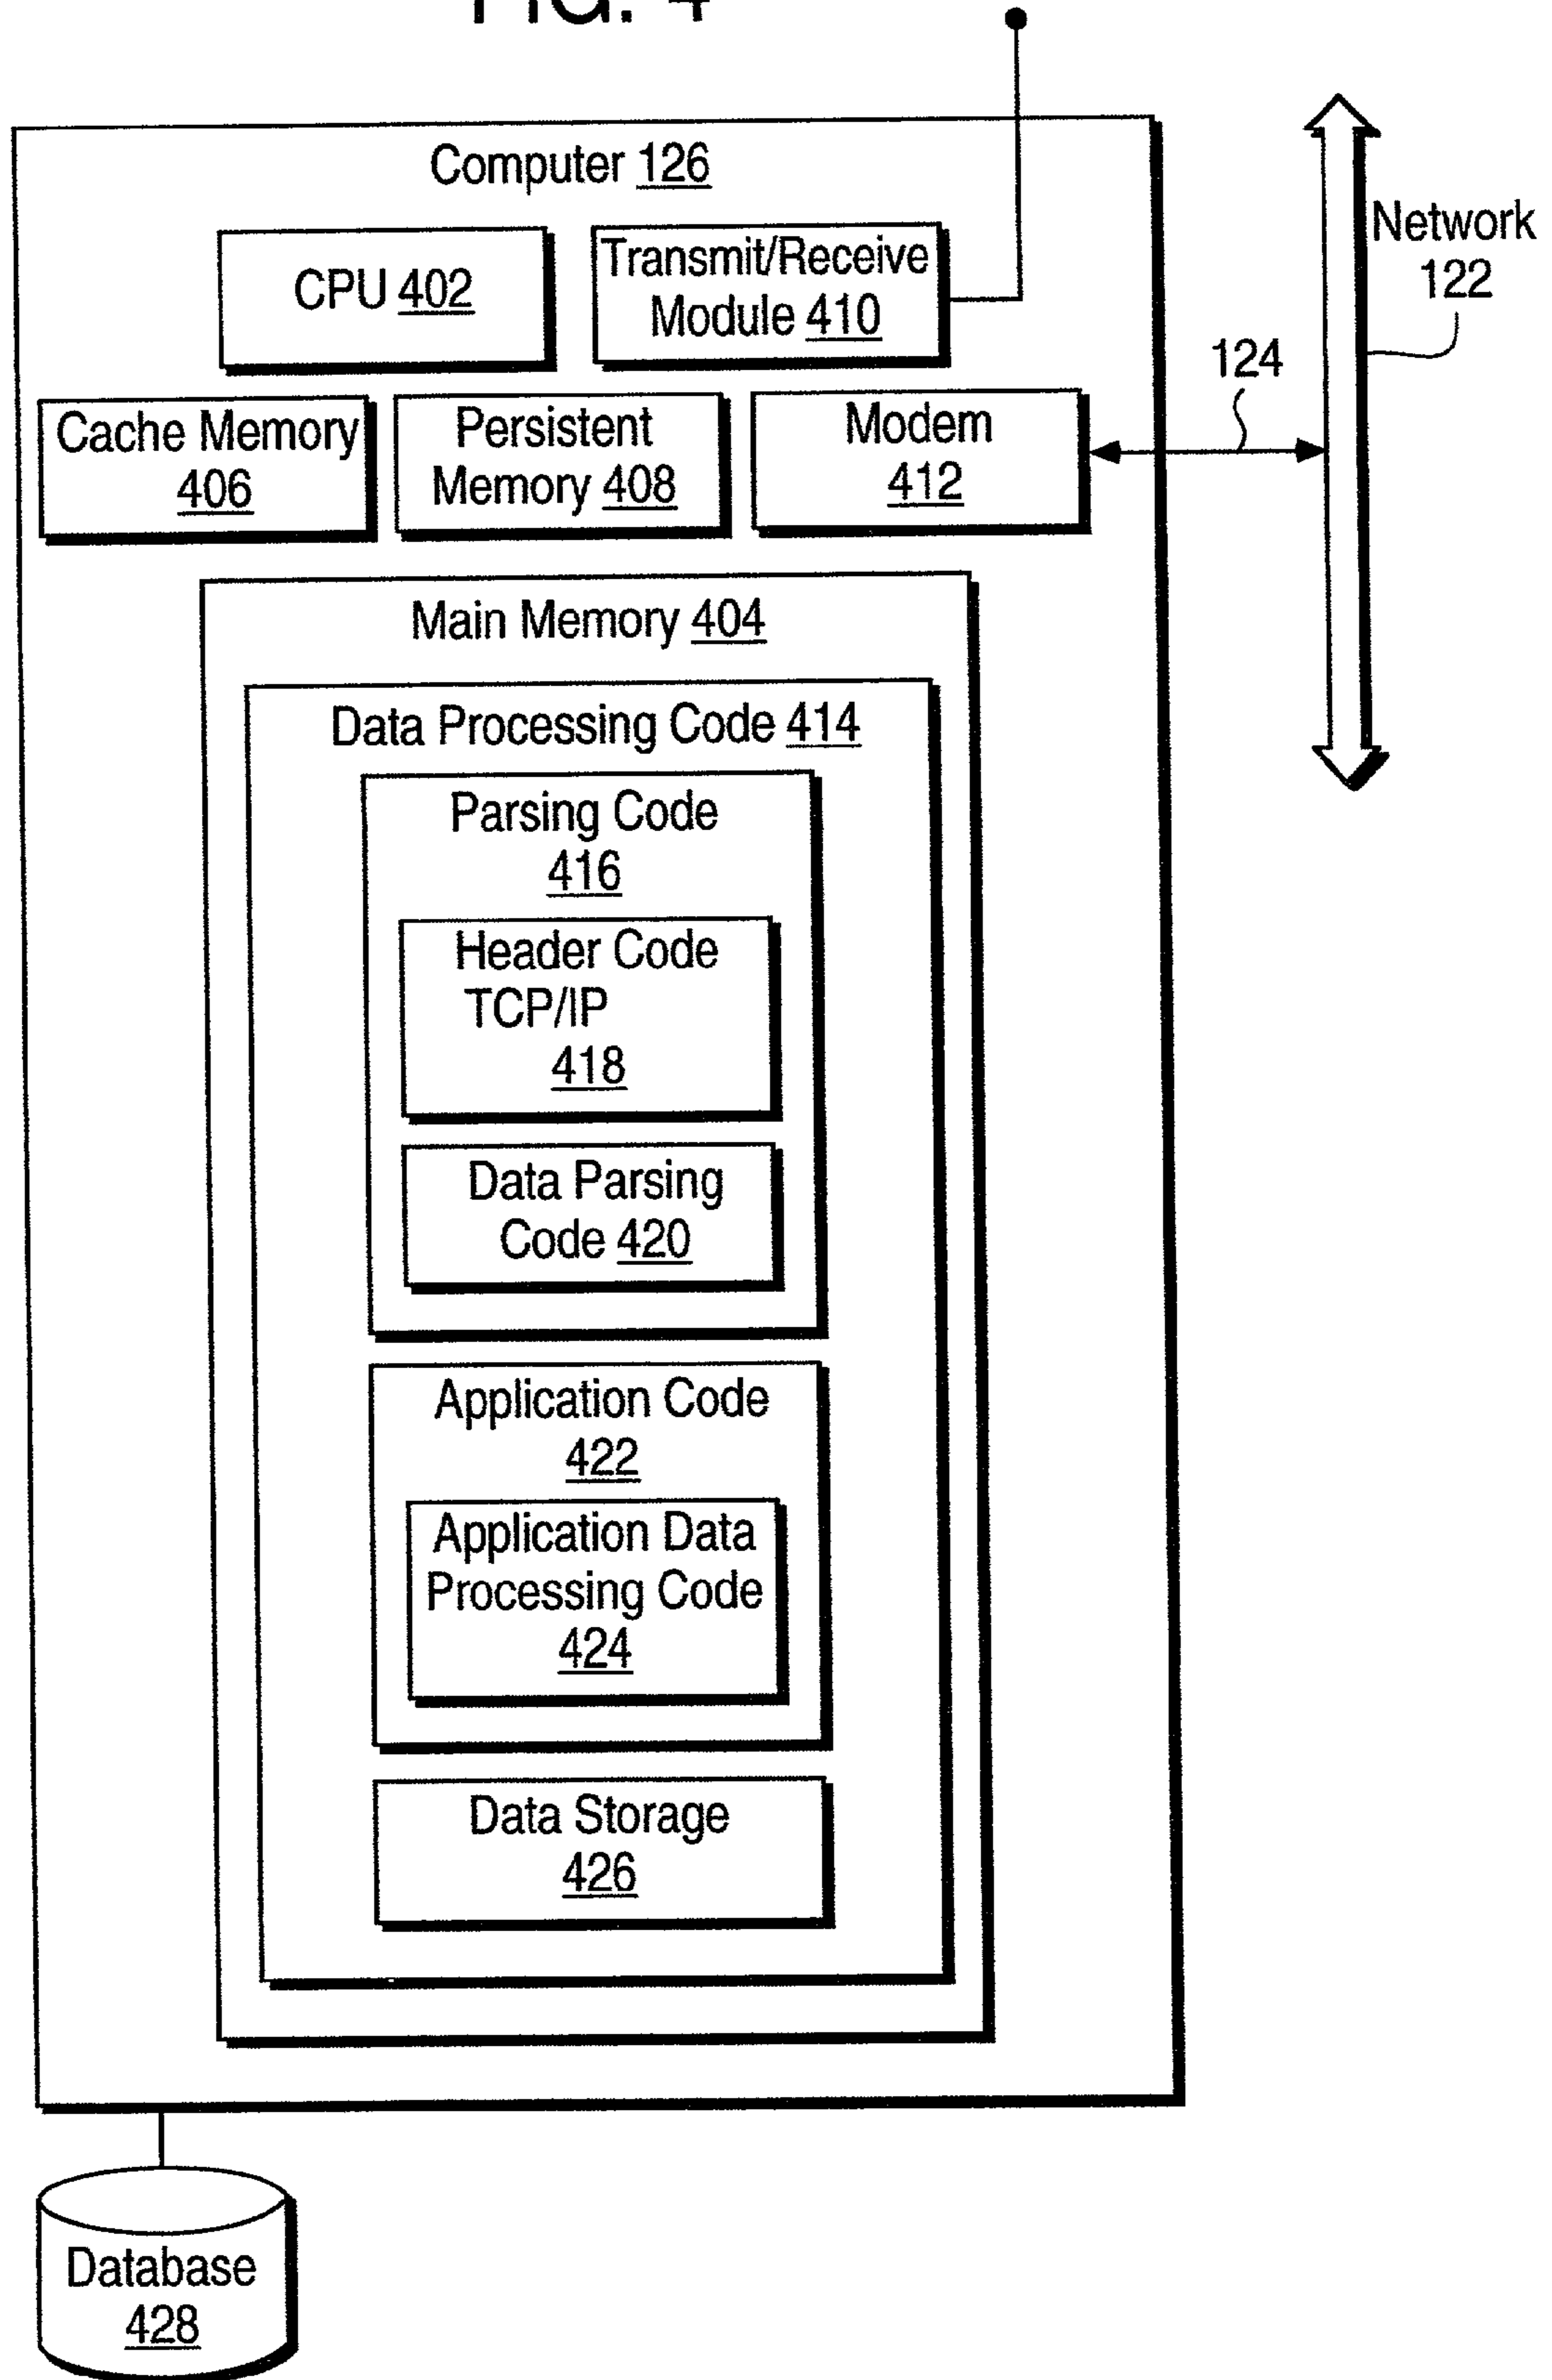 FIG. 4
Computer 126
CPU 402
Transmit/Receive
Module 410
Network
122
124
Cache Memory
406
Persistent
Memory 408
Modem
412
Main Memory 404
Data Processing Code 414
Parsing Code
416
Header Code
TCP/IP
418
Data Parsing
Code 420
Application Code
422
Application Data
Processing Code
424
Data Storage
426
Database
428